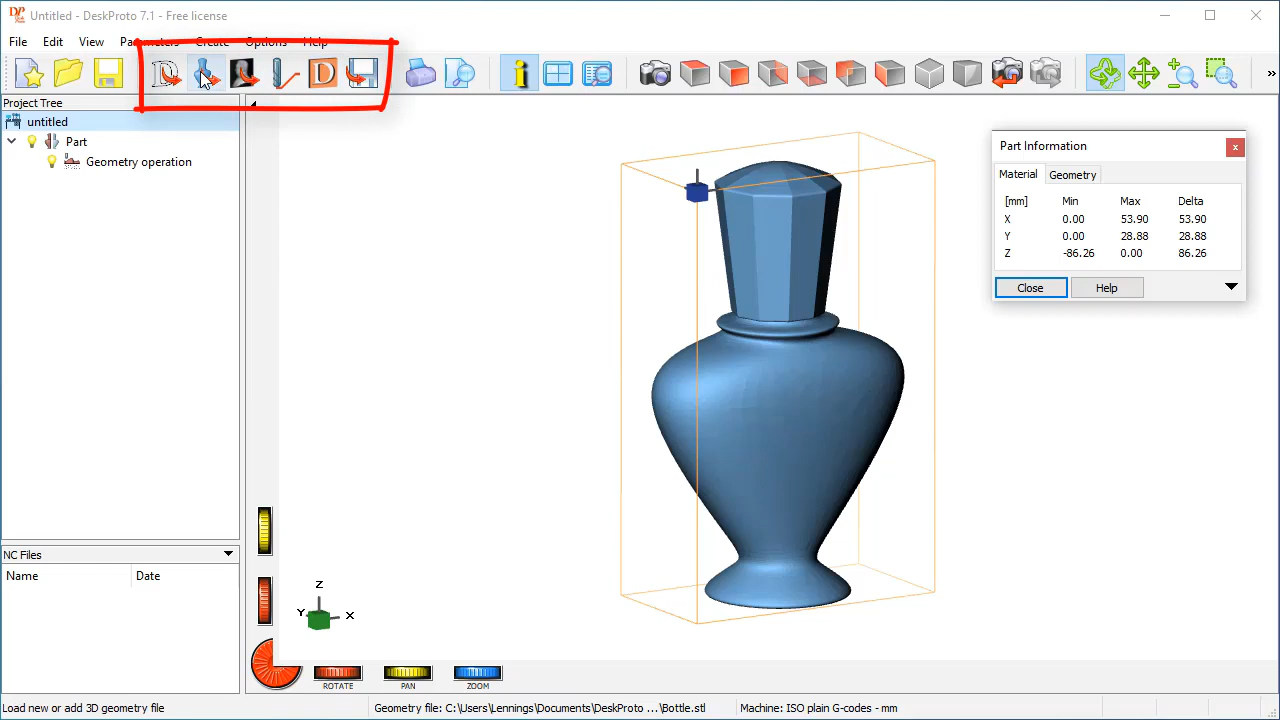 Untitled - DeskProto 7.1 - Free license
File Edit View Parameters Create Options Help
Project Tree
untitled
Part
Geometry operation
Part Information
Material Geometry
[mm] Min Max Delta
X 0.00 53.90 53.90
Y 0.00 28.88 28.88
Z -86.26 0.00 86.26
Close Help
NC Files
Name Date
Z
Y X
ROTATE PAN ZOOM
Load new or add 3D geometry file Geometry file: C:\Users\Lennings\Documents\DeskProto ...\Bottle.stl Machine: ISO plain G-codes - mm